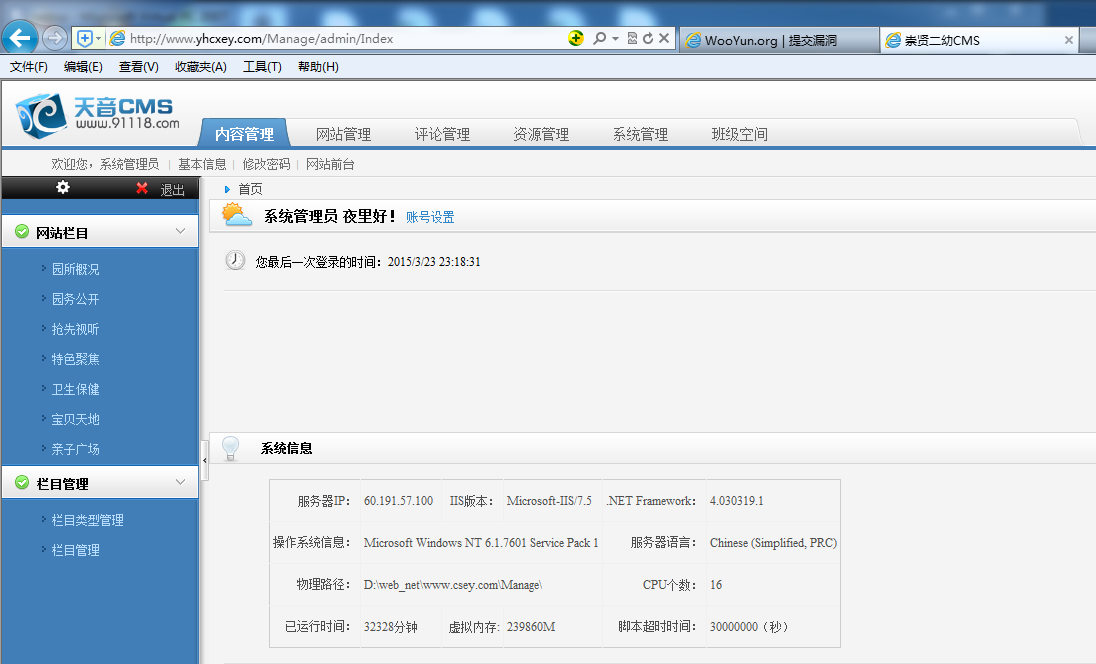 http://www.yhcxey.com/Manage/admin/Index
WooYun.org | 提交漏洞
崇贤二幼CMS
文件(F) 编辑(E) 查看(V) 收藏夹(A) 工具(T) 帮助(H)
天音CMS
www.91118.com
内容管理 网站管理 评论管理 资源管理 系统管理 班级空间
欢迎您，系统管理员 | 基本信息 | 修改密码 | 网站前台
退出
首页
系统管理员 夜里好！ 账号设置
网站栏目
您最后一次登录的时间：2015/3/23 23:18:31
园所概况
园务公开
抢先视听
特色聚焦
卫生保健
宝贝天地
亲子广场
栏目管理
栏目类型管理
栏目管理
系统信息
服务器IP： 60.191.57.100 IIS版本： Microsoft-IIS/7.5 .NET Framework： 4.030319.1
操作系统信息： Microsoft Windows NT 6.1.7601 Service Pack 1 服务器语言： Chinese (Simplified, PRC)
物理路径： D:\web_net\www.csey.com\Manage\ CPU个数： 16
已运行时间： 32328分钟 虚拟内存: 239860M 脚本超时时间： 30000000（秒）